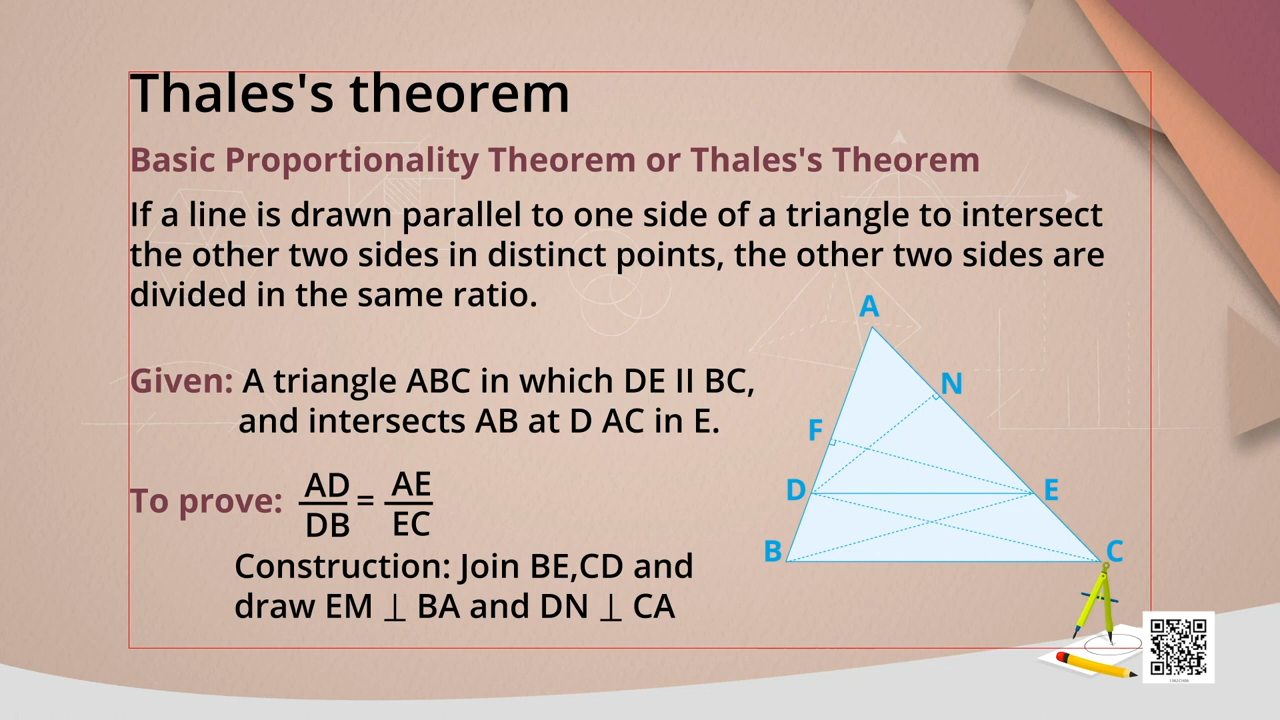 Thales's theorem
Basic Proportionality Theorem or Thales's Theorem
If a line is drawn parallel to one side of a triangle to intersect
the other two sides in distinct points, the other two sides are
divided in the same ratio.
Given: A triangle ABC in which DE II BC,
and intersects AB at D AC in E.
To prove: AD/DB = AE/EC
Construction: Join BE,CD and
draw EM ⊥ BA and DN ⊥ CA
A
N
F
D
E
B
C